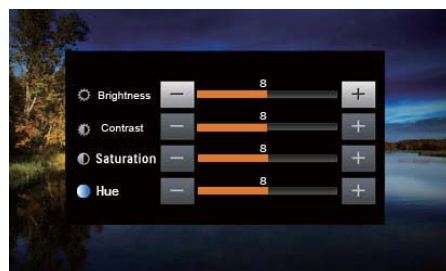 8
Brightness − +
8
Contrast − +
8
Saturation − +
8
Hue − +